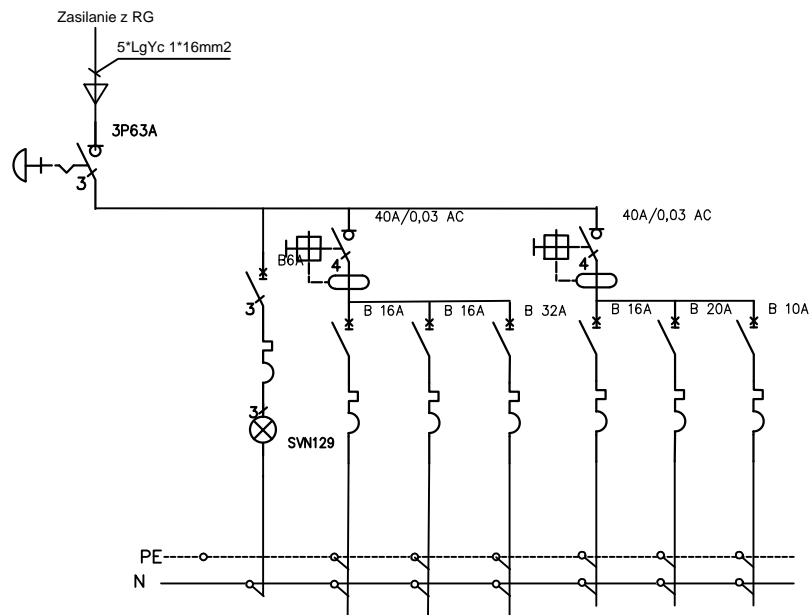 Zasilanie z RG
5*LgYc 1*16mm2
3P63A
3
40A/0,03 AC
40A/0,03 AC
B6A
4
4
3
B 16A
B 16A
B 32A
B 16A
B 20A
B 10A
3
SVN129
PE
N